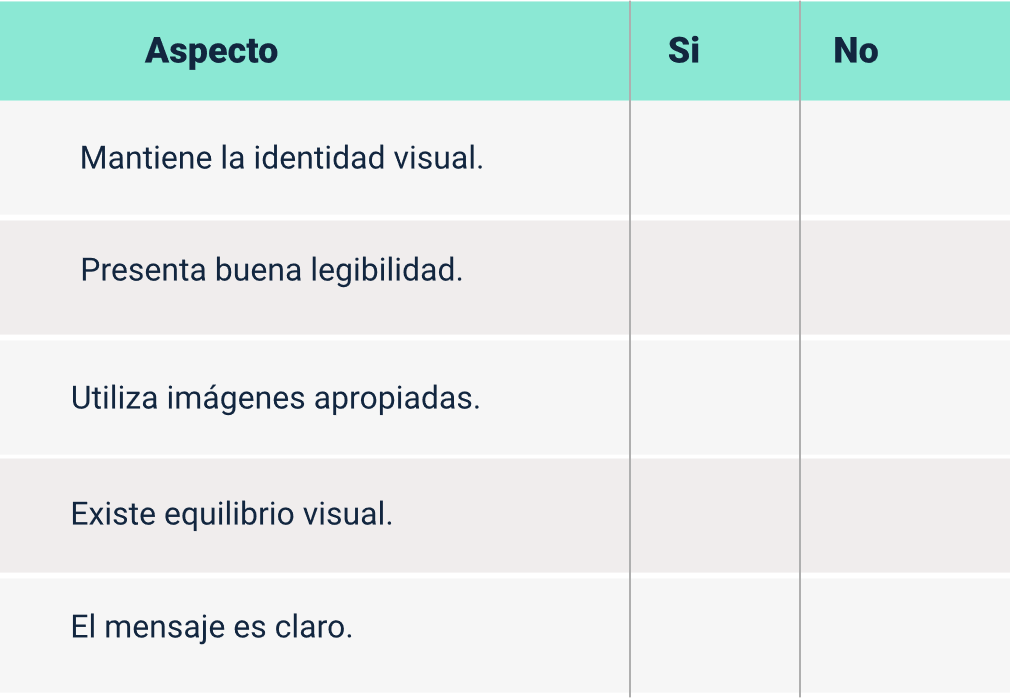 Aspecto Si No
Mantiene la identidad visual.
Presenta buena legibilidad.
Utiliza imágenes apropiadas.
Existe equilibrio visual.
El mensaje es claro.